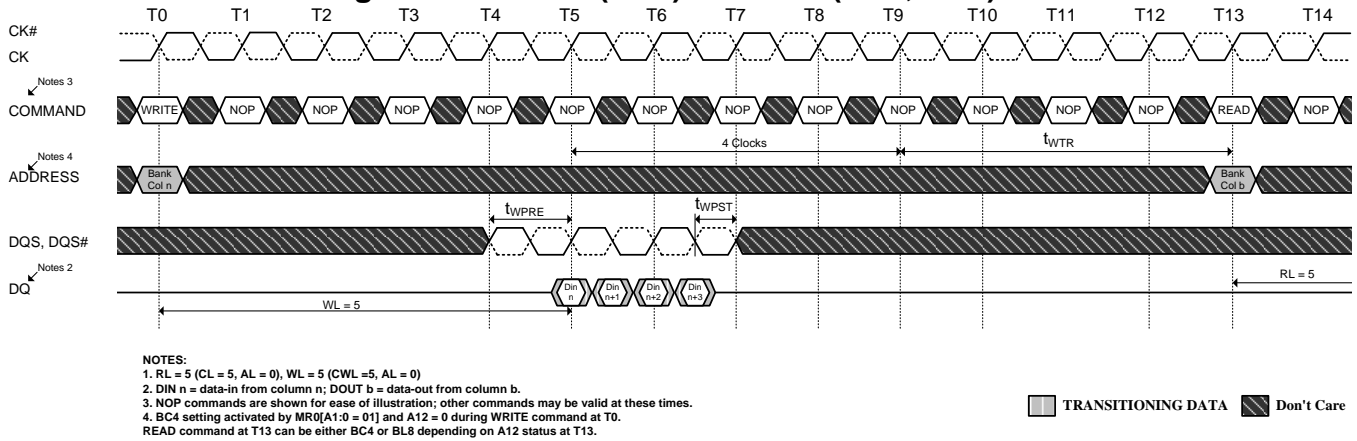 T0 T1 T2 T3 T4 T5 T6 T7 T8 T9 T10 T11 T12 T13 T14
CK#
CK
Notes 3
COMMAND
WRITE NOP NOP NOP NOP NOP NOP NOP NOP NOP NOP NOP NOP READ NOP
4 Clocks
tWTR
Notes 4
ADDRESS
Bank
Col n
Bank
Col b
tWPRE
tWPST
DQS, DQS#
Notes 2
DQ
Din
n
Din
n+1
Din
n+2
Din
n+3
RL = 5
WL = 5
NOTES:
1. RL = 5 (CL = 5, AL = 0), WL = 5 (CWL =5, AL = 0)
2. DIN n = data-in from column n; DOUT b = data-out from column b.
3. NOP commands are shown for ease of illustration; other commands may be valid at these times.
4. BC4 setting activated by MR0[A1:0 = 01] and A12 = 0 during WRITE command at T0.
READ command at T13 can be either BC4 or BL8 depending on A12 status at T13.
TRANSITIONING DATA
Don't Care